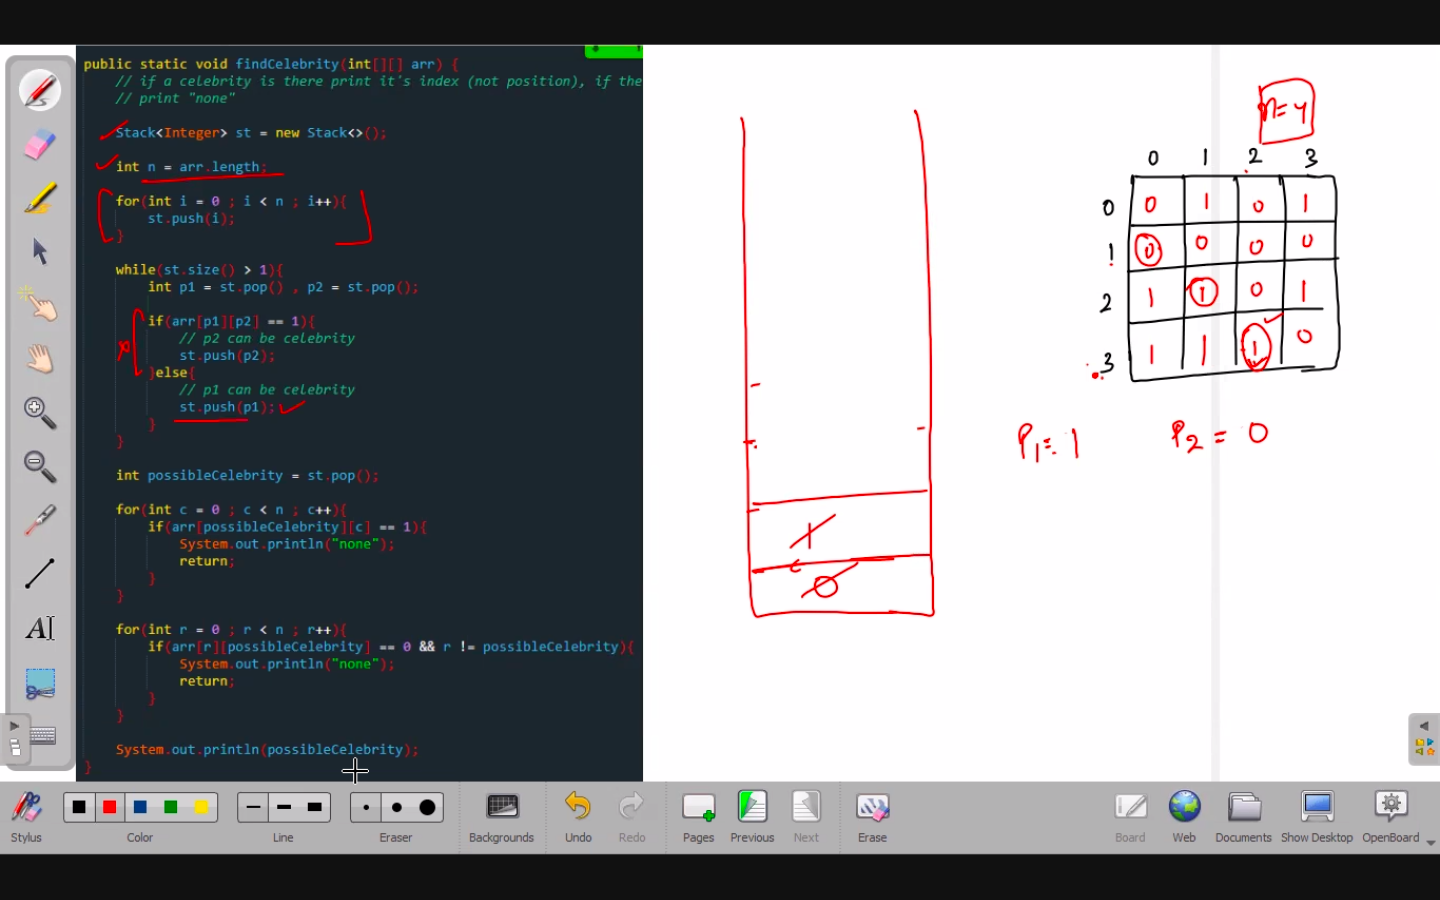 public static void findCelebrity(int[][] arr) {
// if a celebrity is there print it's index (not position), if the
// print "none"
Stack<Integer> st = new Stack<>();
int n = arr.length;
for(int i = 0 ; i < n ; i++){
st.push(i);
}
while(st.size() > 1){
int p1 = st.pop() , p2 = st.pop();
if(arr[p1][p2] == 1){
// p2 can be celebrity
st.push(p2);
}else{
// p1 can be celebrity
st.push(p1);
}
}
int possibleCelebrity = st.pop();
for(int c = 0 ; c < n ; c++){
if(arr[possibleCelebrity][c] == 1){
System.out.println("none");
return;
}
}
for(int r = 0 ; r < n ; r++){
if(arr[r][possibleCelebrity] == 0 && r != possibleCelebrity){
System.out.println("none");
return;
}
}
System.out.println(possibleCelebrity);
}
1
0
n=4
0 1 2 3
0 0 1 0 1
1 0 0 0 0
2 1 1 0 1
3 1 1 1 0
P1 = 1 P2 = 0
AI
Stylus Color Line Eraser Backgrounds Undo Redo Pages Previous Next Erase Board Web Documents Show Desktop OpenBoard